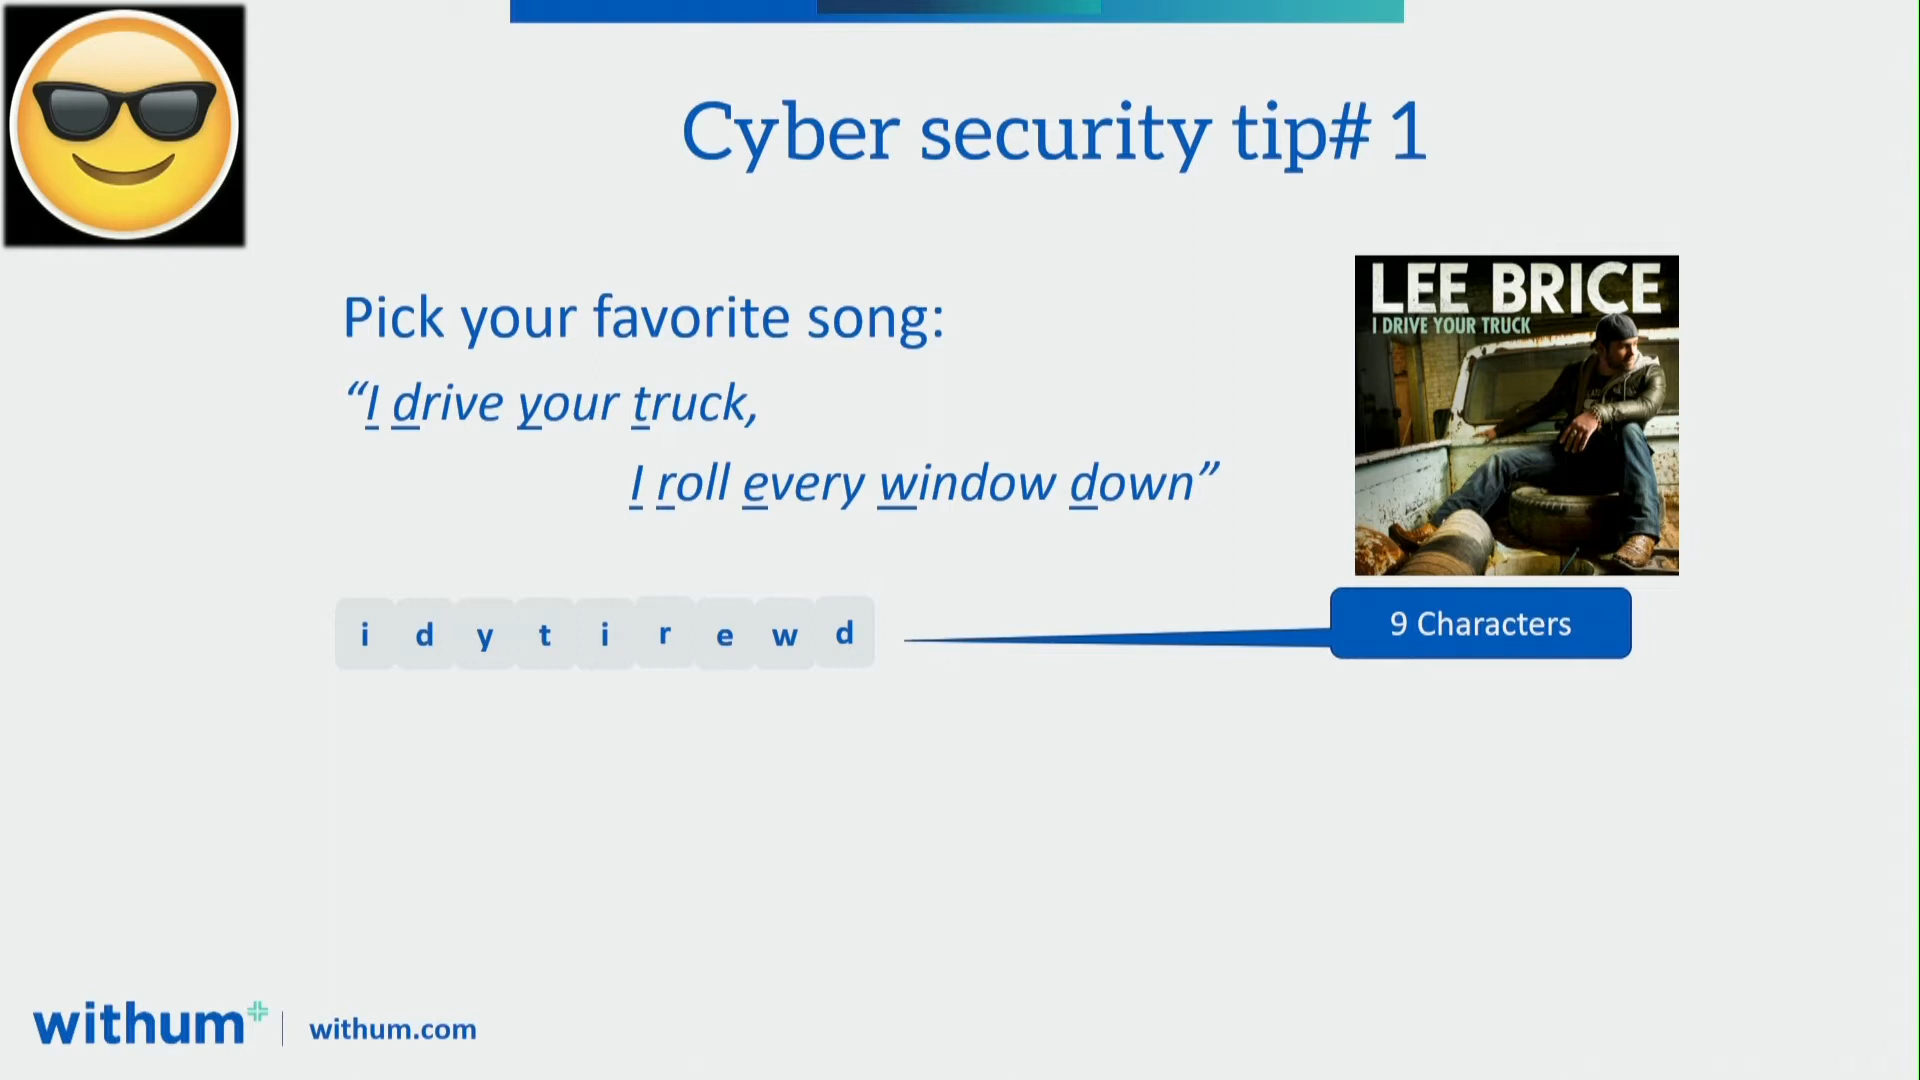 Cyber security tip# 1
LEE BRICE
I DRIVE YOUR TRUCK
Pick your favorite song:
“I drive your truck,
I roll every window down”
i d y t i r e w d
9 Characters
withum+ | withum.com